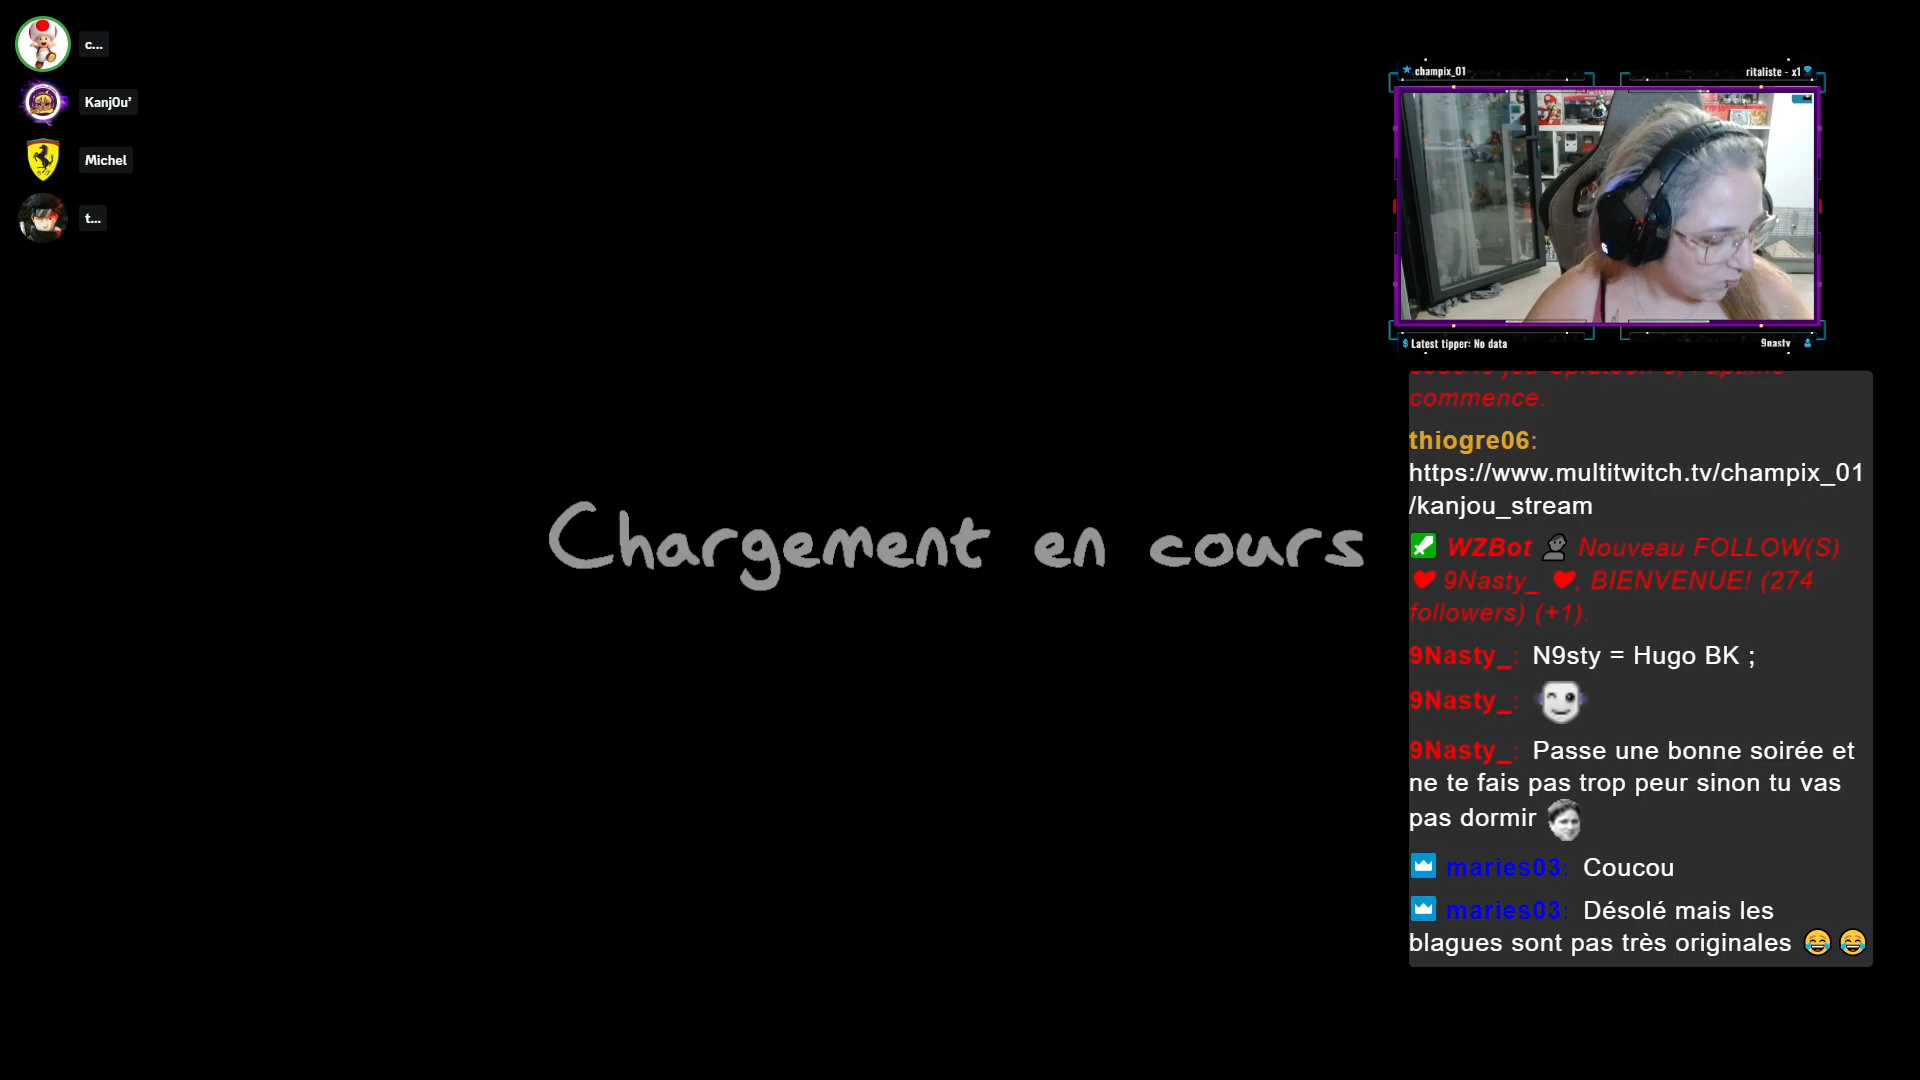 c...
KanjOu'
Michel
t...
champix_01
ritaliste - x1
Latest tipper: No data
9nasty
commence.
thiogre06:
https://www.multitwitch.tv/champix_01
/kanjou_stream
WZBot Nouveau FOLLOW(S)
9Nasty_ , BIENVENUE! (274
followers) (+1).
9Nasty_: N9sty = Hugo BK ;
9Nasty_:
9Nasty_: Passe une bonne soirée et
ne te fais pas trop peur sinon tu vas
pas dormir
maries03: Coucou
maries03: Désolé mais les
blagues sont pas très originales 😂 😂
Chargement en cours